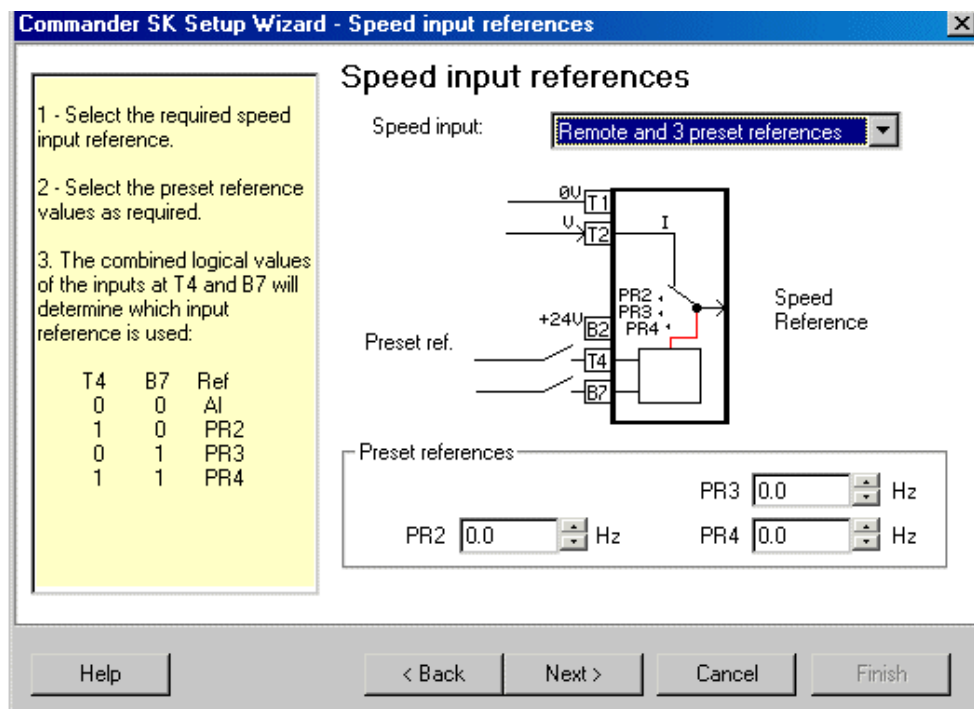 Commander SK Setup Wizard - Speed input references
1 - Select the required speed
input reference.
2 - Select the preset reference
values as required.
3. The combined logical values
of the inputs at T4 and B7 will
determine which input
reference is used:
T4 B7 Ref
0 0 AI
1 0 PR2
0 1 PR3
1 1 PR4
Speed input references
Speed input: Remote and 3 preset references
0V T1
V T2
I
PR2
PR3
PR4
Speed
Reference
+24V B2
Preset ref.
T4
B7
Preset references
PR3 0.0 Hz
PR2 0.0 Hz PR4 0.0 Hz
Help < Back Next > Cancel Finish